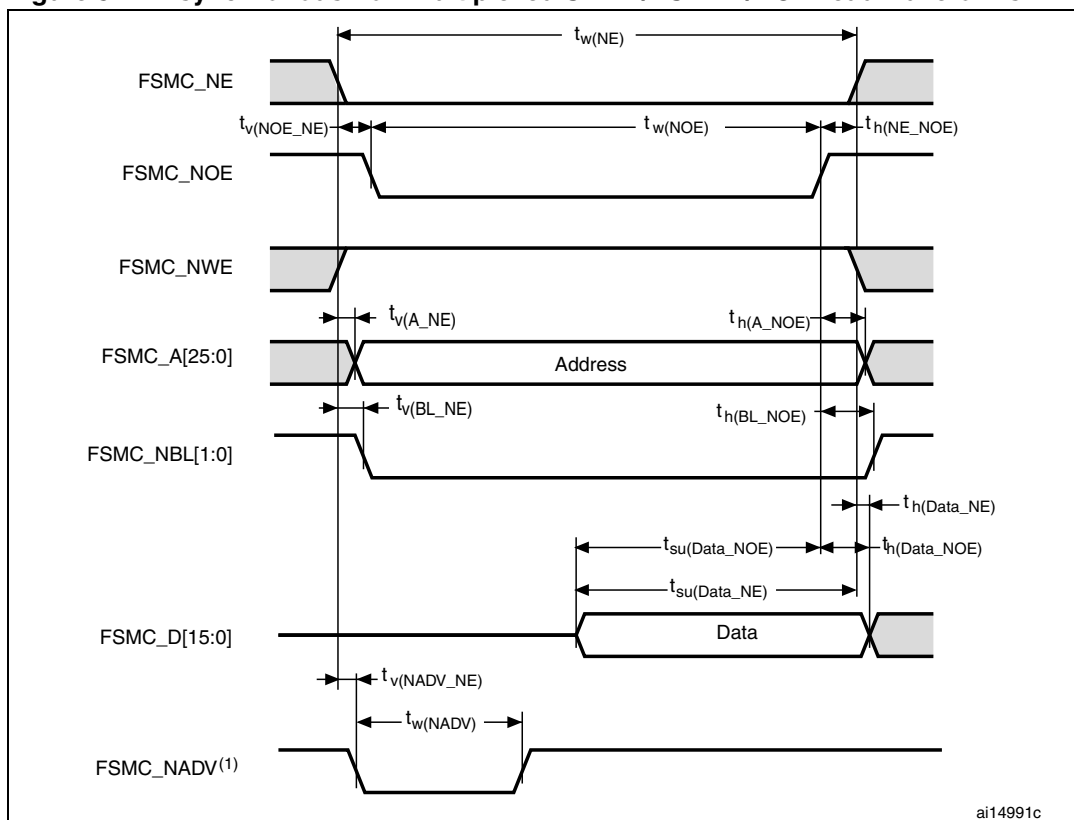 tw(NE)
FSMC_NE
tv(NOE_NE)
tw(NOE)
th(NE_NOE)
FSMC_NOE
FSMC_NWE
tv(A_NE)
th(A_NOE)
FSMC_A[25:0]
Address
tv(BL_NE)
th(BL_NOE)
FSMC_NBL[1:0]
th(Data_NE)
tsu(Data_NOE)
th(Data_NOE)
tsu(Data_NE)
FSMC_D[15:0]
Data
tv(NADV_NE)
tw(NADV)
FSMC_NADV(1)
ai14991c